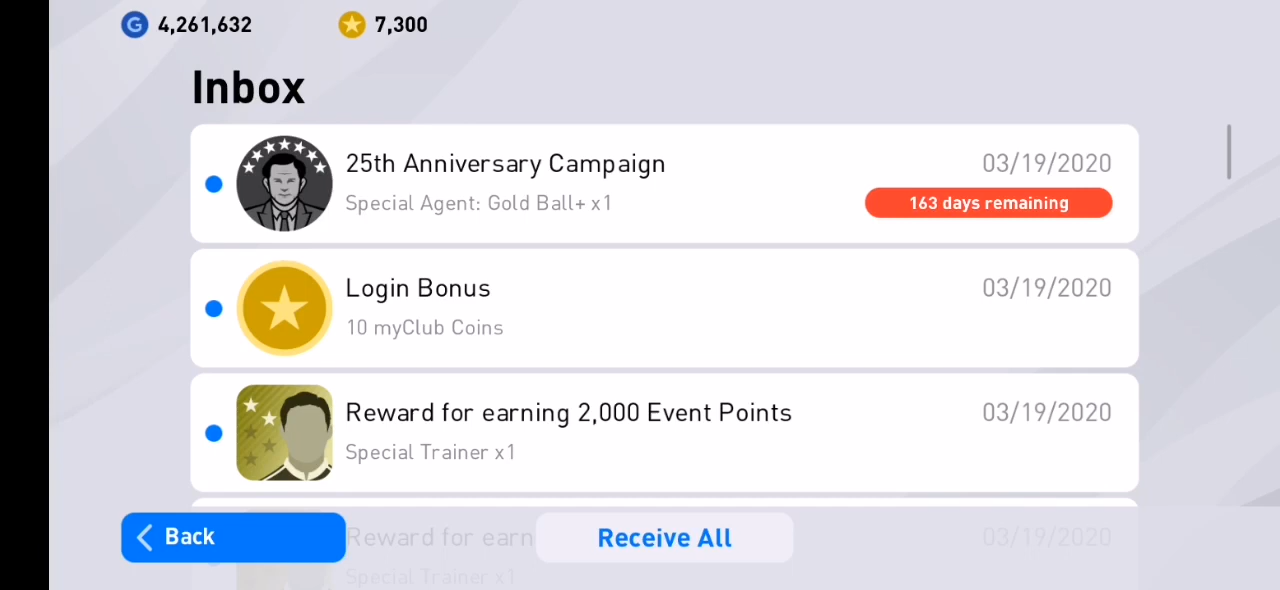 G 4,261,632 7,300
Inbox
25th Anniversary Campaign 03/19/2020
Special Agent: Gold Ball+ x1 163 days remaining
Login Bonus 03/19/2020
10 myClub Coins
Reward for earning 2,000 Event Points 03/19/2020
Special Trainer x1
Back Reward for earn Receive All 03/19/2020
Special Trainer x1